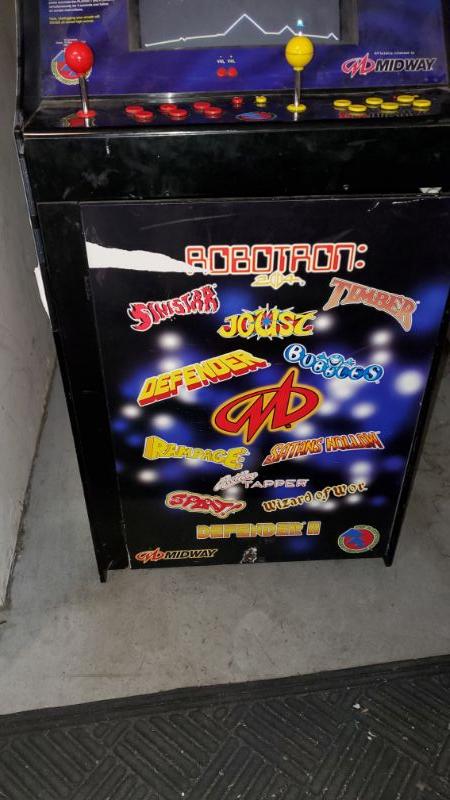 MIDWAY
ROBOTRON:
2084
SINISTAR
TIMBER
JOUST
BUBBLES
DEFENDER
RAMPAGE
SATAN'S HOLLOW
TAPPER
SPLAT!
Wizard of Wor
DEFENDER II
MIDWAY